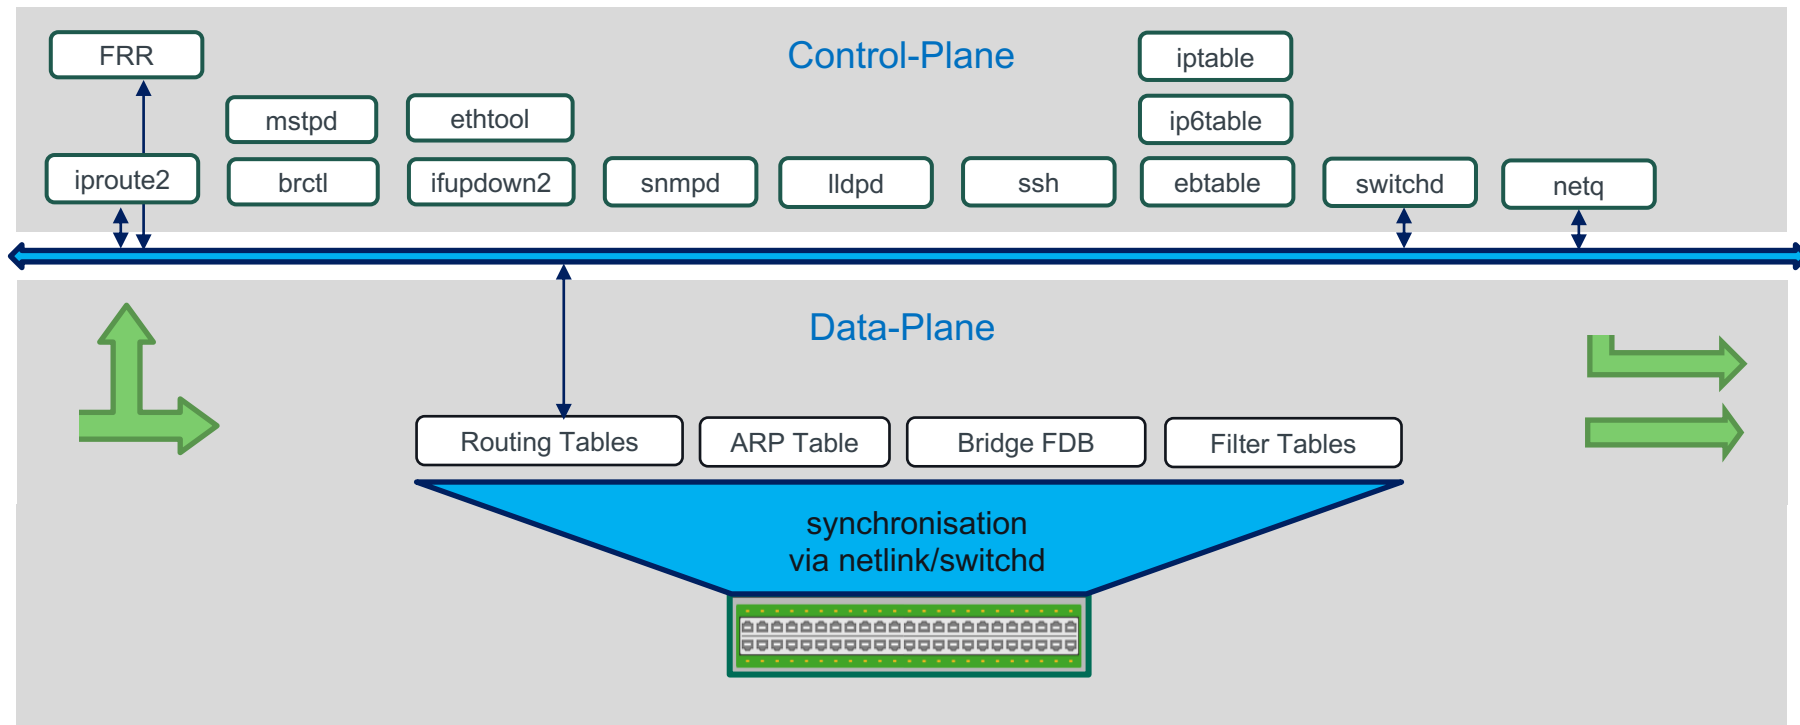 Control-Plane
FRR
iptable
mstpd
ethtool
ip6table
iproute2
brctl
ifupdown2
snmpd
lldpd
ssh
ebtable
switchd
netq
Data-Plane
Routing Tables
ARP Table
Bridge FDB
Filter Tables
synchronisation
via netlink/switchd